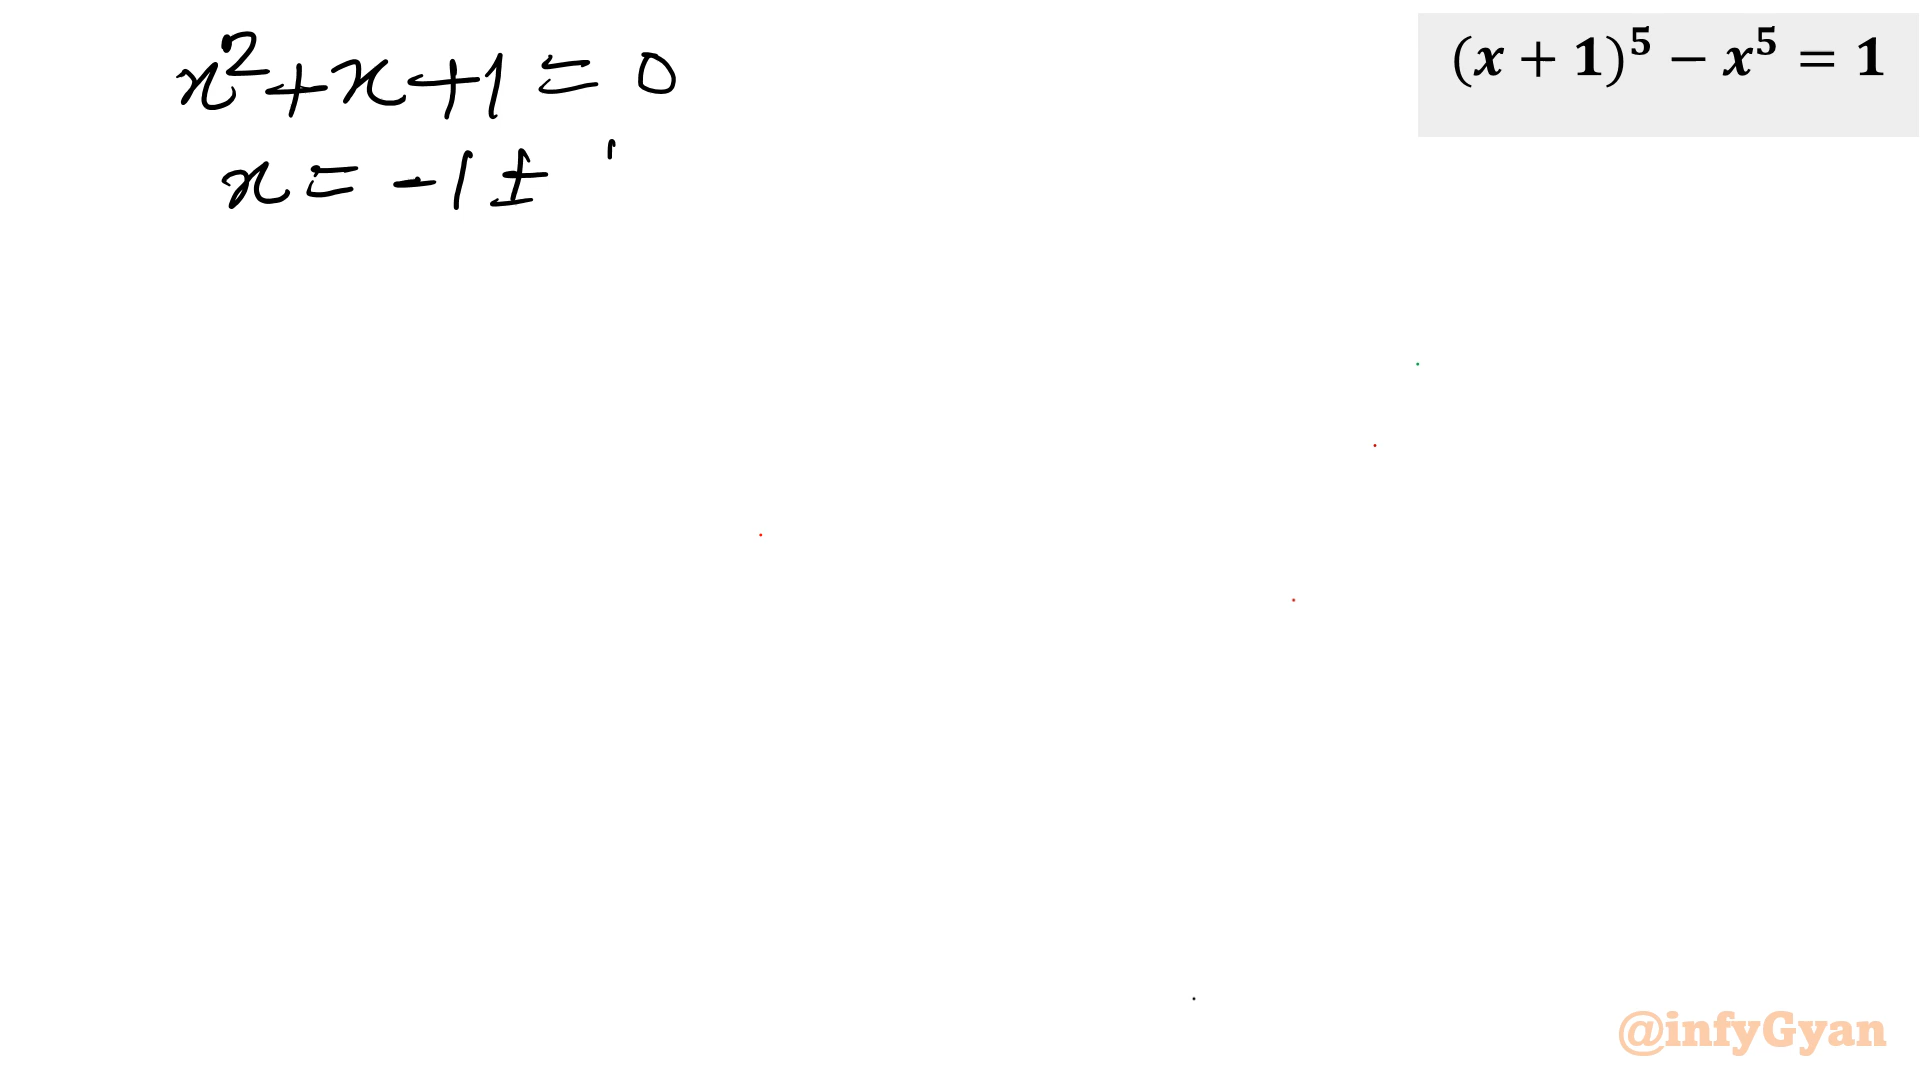 x²+x+1=0
(x + 1)⁵ − x⁵ = 1
x = -1 ±
@infyGyan